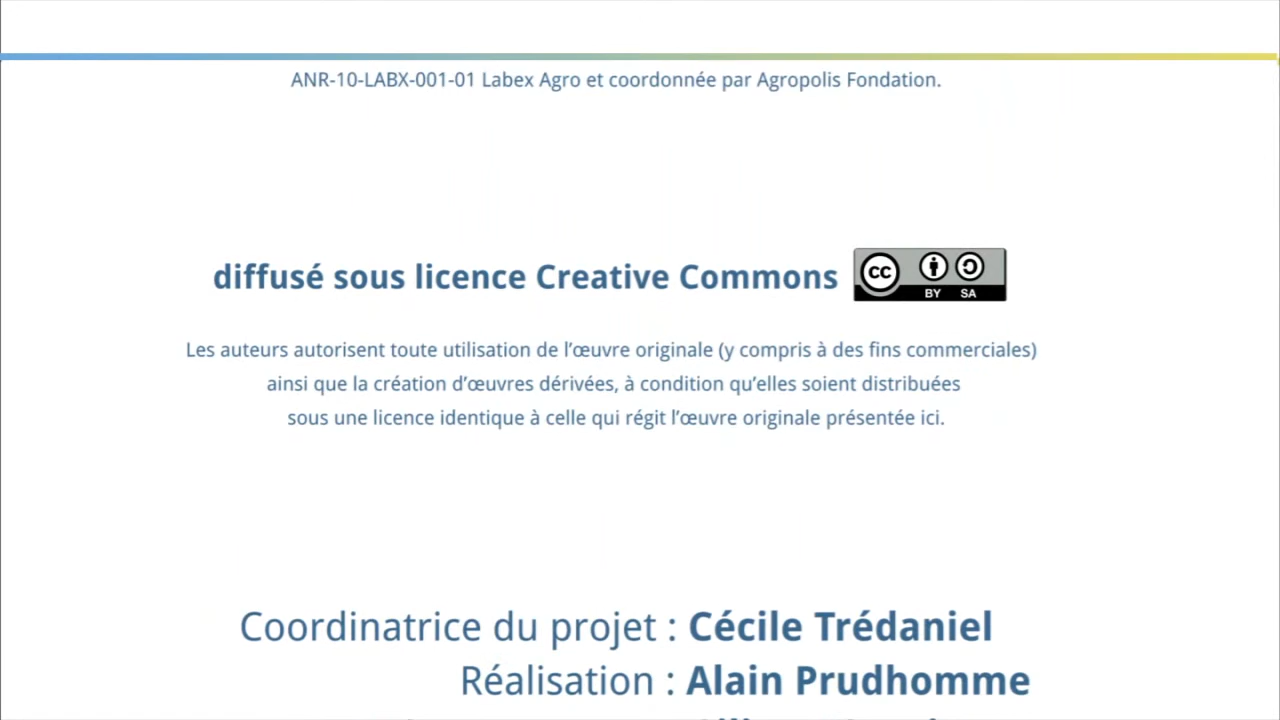 ANR-10-LABX-001-01 Labex Agro et coordonnée par Agropolis Fondation.
diffusé sous licence Creative Commons
cc
BY SA
Les auteurs autorisent toute utilisation de l’œuvre originale (y compris à des fins commerciales)
ainsi que la création d’œuvres dérivées, à condition qu’elles soient distribuées
sous une licence identique à celle qui régit l’œuvre originale présentée ici.
Coordinatrice du projet : Cécile Trédaniel
Réalisation : Alain Prudhomme